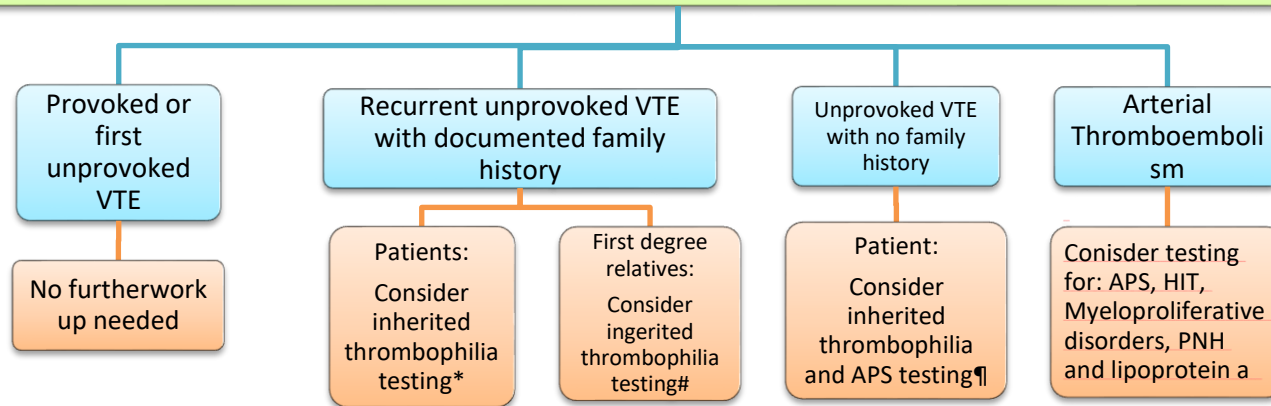 Provoked or
first
unprovoked
VTE
Recurrent unprovoked VTE
with documented family
history
Unprovoked VTE
with no family
history
Arterial
Thromboemboli
sm
No furtherwork
up needed
Patients:
Consider
inherited
thrombophilia
testing*
First degree
relatives:
Consider
ingerited
thrombophilia
testing#
Patient:
Consider
inherited
thrombophilia
and APS testing¶
Conisder testing
for: APS, HIT,
Myeloproliferative
disorders, PNH
and lipoprotein a